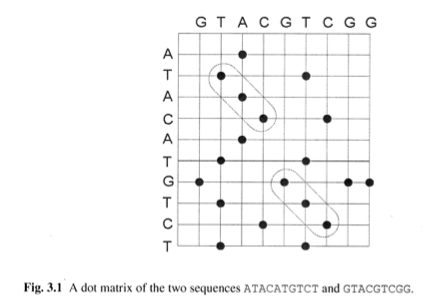 G T A C G T C G G
A
T
A
C
A
T
G
T
C
T
Fig. 3.1 A dot matrix of the two sequences ATACATGTCT and GTACGTCGG.